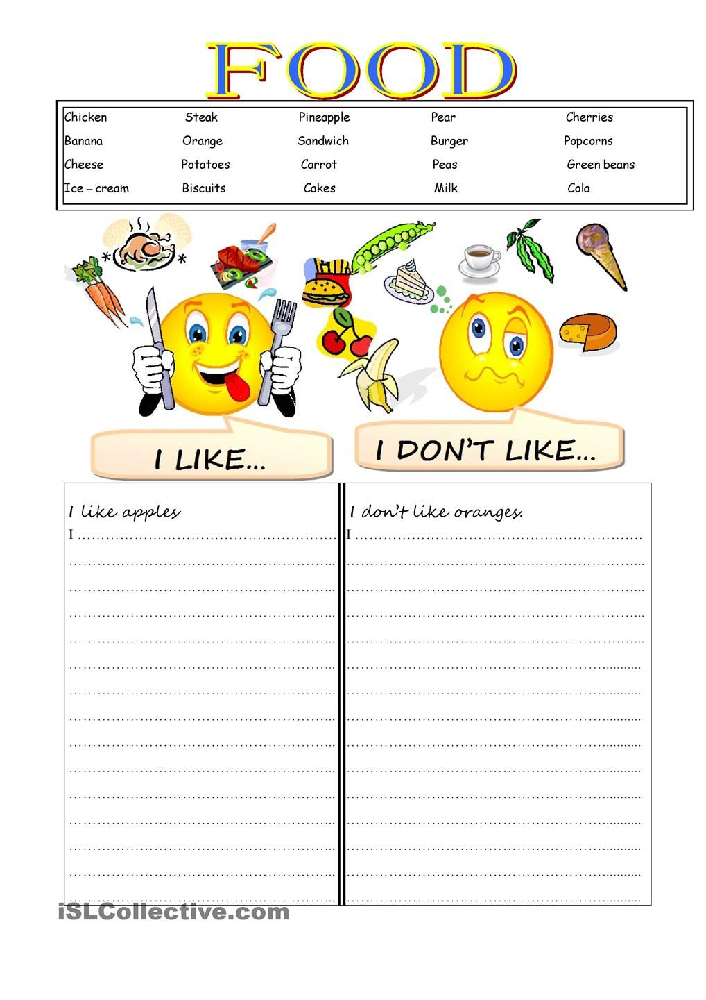 FOOD
Chicken Steak Pineapple Pear Cherries
Banana Orange Sandwich Burger Popcorns
Cheese Potatoes Carrot Peas Green beans
Ice – cream Biscuits Cakes Milk Cola
I LIKE... I DON'T LIKE...
I like apples I don't like oranges.
I ........................................................ I ........................................................
iSLCollective.com